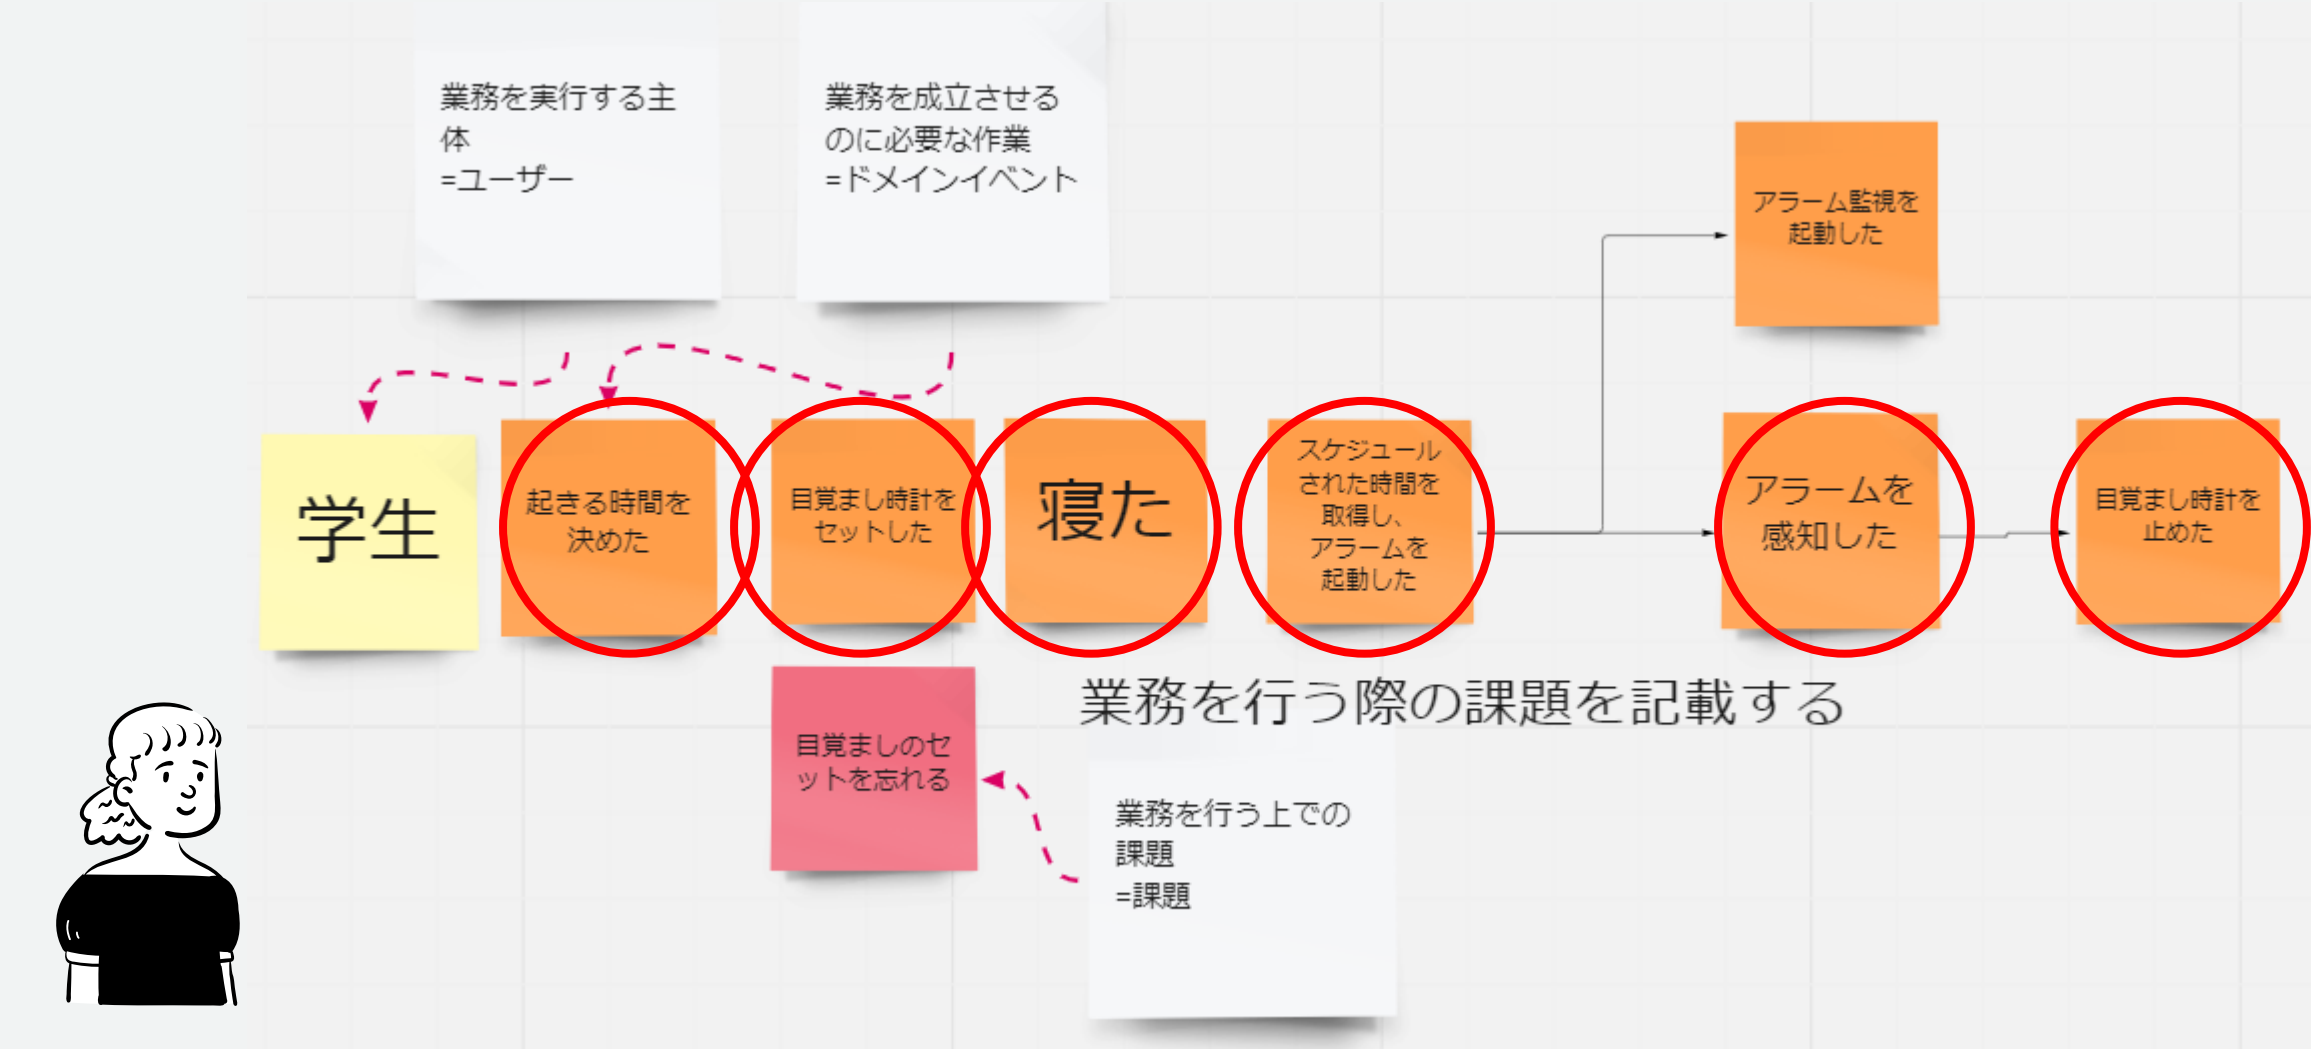 業務を実行する主
体
=ユーザー
業務を成立させる
のに必要な作業
=ドメインイベント
アラーム監視を
起動した
学生
起きる時間を
決めた
目覚まし時計を
セットした
寝た
スケジュール
された時間を
取得し、
アラームを
起動した
アラームを
感知した
目覚まし時計を
止めた
業務を行う際の課題を記載する
目覚ましのセ
ットを忘れる
業務を行う上での
課題
=課題